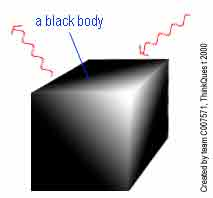 a black body
Created by team C007571, ThinkQuest 2000